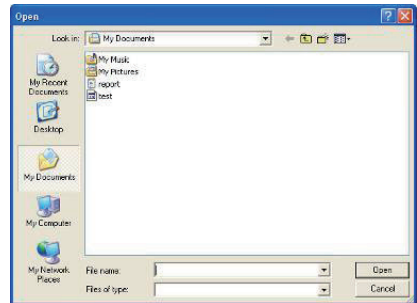 Open
Look in:
My Documents
My Recent
Documents
Desktop
My Documents
My Computer
My Network
Places
My Music
My Pictures
report
test
File name:
Open
Files of type:
Cancel